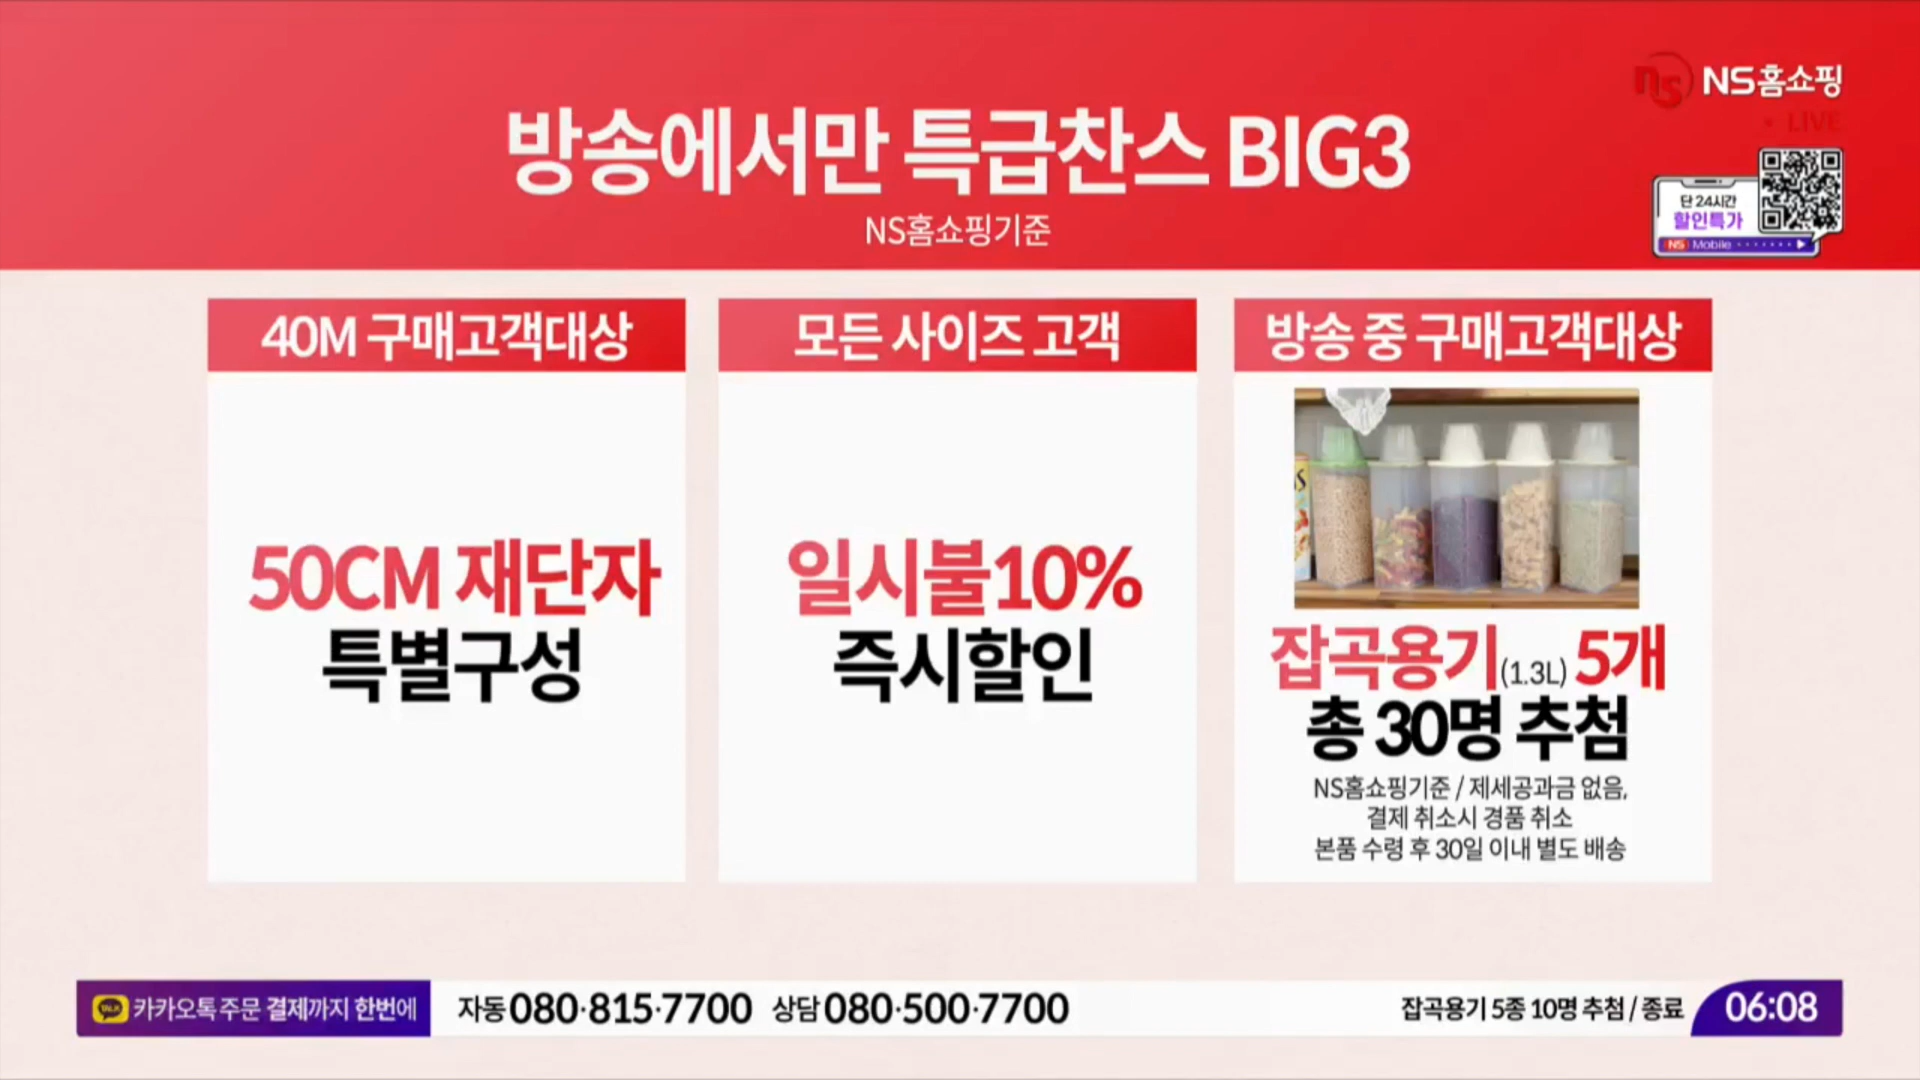 방송에서만 특급찬스 BIG3
NS홈쇼핑기준
ns NS홈쇼핑
LIVE
단 24시간
할인특가
NS Mobile
40M 구매고객대상
50CM 재단자
특별구성
모든 사이즈 고객
일시불10%
즉시할인
방송 중 구매고객대상
잡곡용기(1.3L) 5개
총 30명 추첨
NS홈쇼핑기준 / 제세공과금 없음,
결제 취소시 경품 취소
본품 수령 후 30일 이내 별도 배송
TALK 카카오톡 주문 결제까지 한번에
자동 080·815·7700 상담 080·500·7700
잡곡용기 5종 10명 추첨 / 종료
06:08